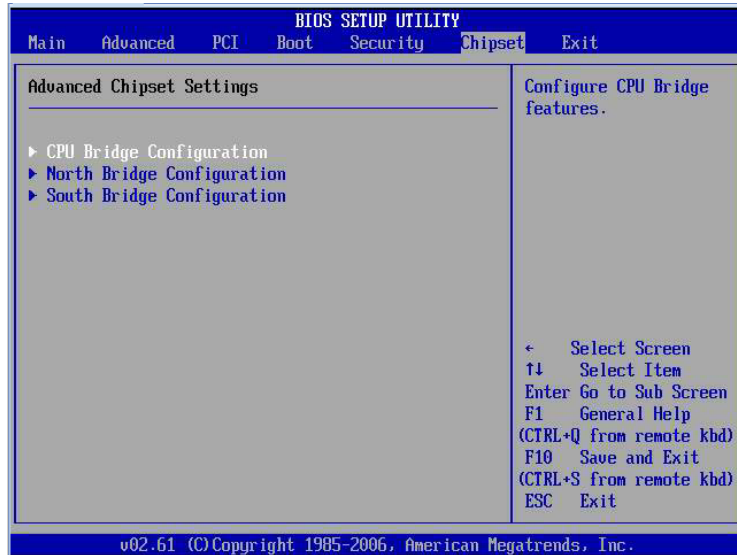 BIOS SETUP UTILITY
Main Advanced PCI Boot Security Chipset Exit
Advanced Chipset Settings
▶ CPU Bridge Configuration
▶ North Bridge Configuration
▶ South Bridge Configuration
Configure CPU Bridge
features.
← Select Screen
↑↓ Select Item
Enter Go to Sub Screen
F1 General Help
(CTRL+Q from remote kbd)
F10 Save and Exit
(CTRL+S from remote kbd)
ESC Exit
v02.61 (C)Copyright 1985-2006, American Megatrends, Inc.